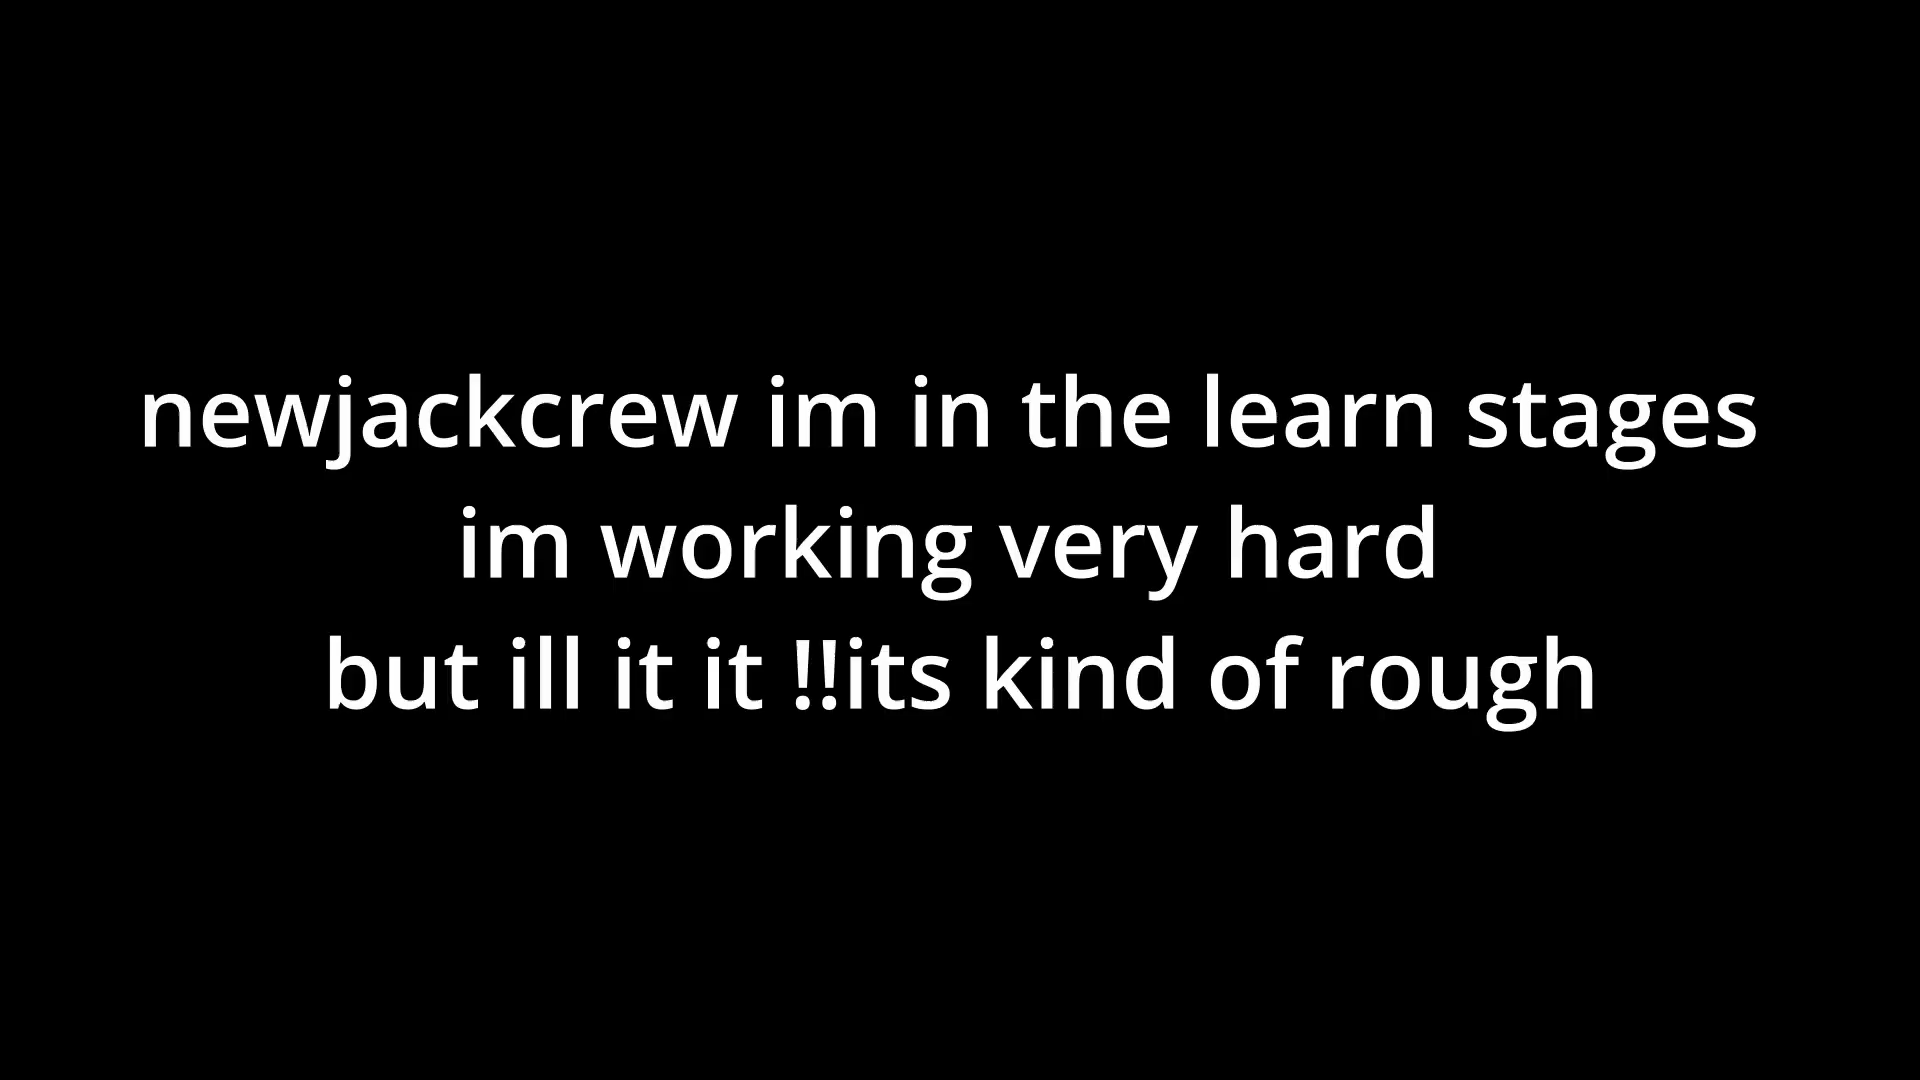 newjackcrew im in the learn stages
im working very hard
but ill it it !!its kind of rough